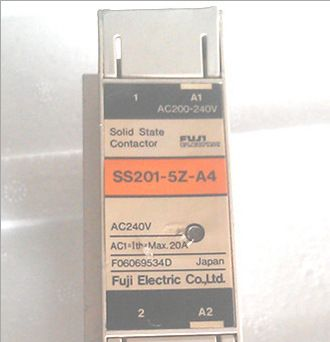 1 A1
AC200-240V
Solid State
Contactor
FUJI
SS201-5Z-A4
AC240V
AC1=Ith=Max. 20A
F06069534D Japan
Fuji Electric Co.,Ltd.
2 A2